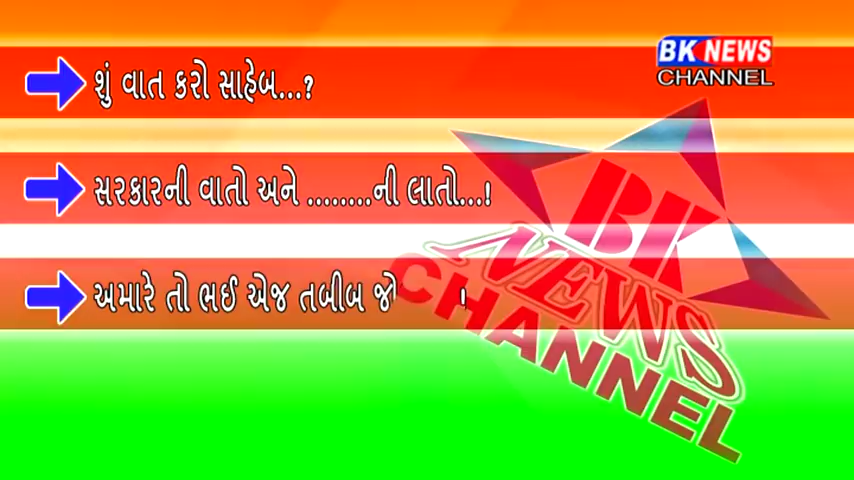 BK NEWS
CHANNEL
શું વાત કરો સાહેબ...?
સરકારની વાતો અને ........ની લાતો...!
અમારે તો ભઈ એજ તબીબ જો !
BK
NEWS
CHANNEL